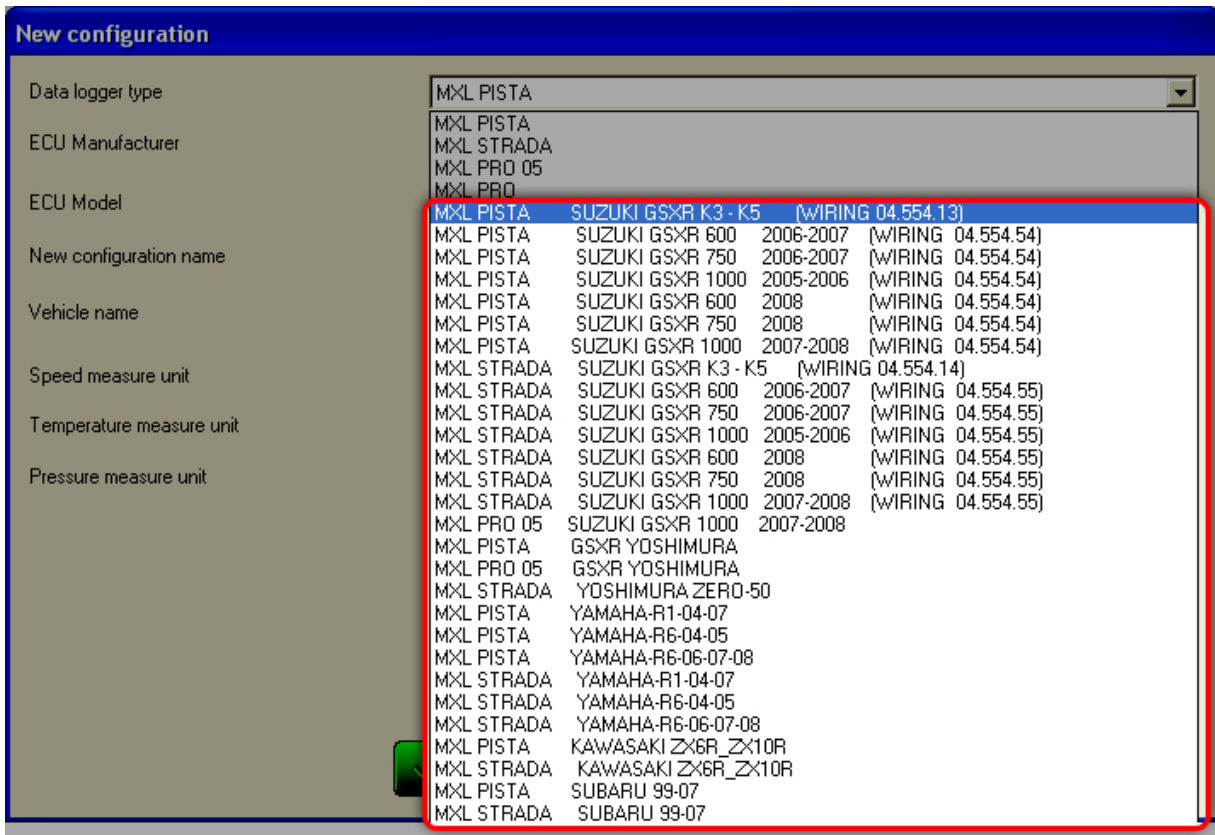 New configuration
Data logger type
MXL PISTA
MXL PISTA
ECU Manufacturer
MXL STRADA
MXL PRO 05
MXL PRO
ECU Model
MXL PISTA SUZUKI GSXR K3 - K5 (WIRING 04.554.13)
MXL PISTA SUZUKI GSXR 600 2006-2007 (WIRING 04.554.54)
New configuration name
MXL PISTA SUZUKI GSXR 750 2006-2007 (WIRING 04.554.54)
MXL PISTA SUZUKI GSXR 1000 2005-2006 (WIRING 04.554.54)
MXL PISTA SUZUKI GSXR 600 2008 (WIRING 04.554.54)
Vehicle name
MXL PISTA SUZUKI GSXR 750 2008 (WIRING 04.554.54)
MXL PISTA SUZUKI GSXR 1000 2007-2008 (WIRING 04.554.54)
MXL STRADA SUZUKI GSXR K3 - K5 (WIRING 04.554.14)
Speed measure unit
MXL STRADA SUZUKI GSXR 600 2006-2007 (WIRING 04.554.55)
MXL STRADA SUZUKI GSXR 750 2006-2007 (WIRING 04.554.55)
Temperature measure unit
MXL STRADA SUZUKI GSXR 1000 2005-2006 (WIRING 04.554.55)
MXL STRADA SUZUKI GSXR 600 2008 (WIRING 04.554.55)
Pressure measure unit
MXL STRADA SUZUKI GSXR 750 2008 (WIRING 04.554.55)
MXL STRADA SUZUKI GSXR 1000 2007-2008 (WIRING 04.554.55)
MXL PRO 05 SUZUKI GSXR 1000 2007-2008
MXL PISTA GSXR YOSHIMURA
MXL PRO 05 GSXR YOSHIMURA
MXL STRADA YOSHIMURA ZERO-50
MXL PISTA YAMAHA-R1-04-07
MXL PISTA YAMAHA-R6-04-05
MXL PISTA YAMAHA-R6-06-07-08
MXL STRADA YAMAHA-R1-04-07
MXL STRADA YAMAHA-R6-04-05
MXL STRADA YAMAHA-R6-06-07-08
MXL PISTA KAWASAKI ZX6R_ZX10R
MXL STRADA KAWASAKI ZX6R_ZX10R
MXL PISTA SUBARU 99-07
MXL STRADA SUBARU 99-07